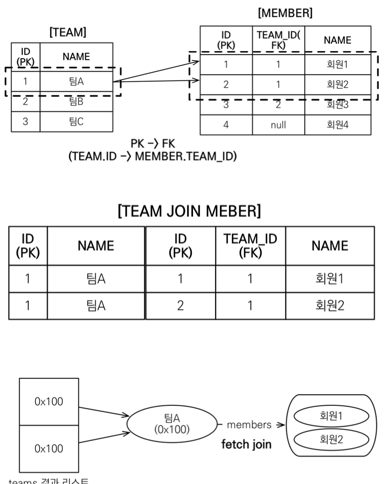 [MEMBER]
[TEAM]
ID
(PK)
NAME
1
팀A
2
팀B
3
팀C
ID
(PK)
TEAM_ID(
FK)
NAME
1
1
회원1
2
1
회원2
3
2
회원3
4
null
회원4
PK -> FK
(TEAM.ID -> MEMBER.TEAM_ID)
[TEAM JOIN MEBER]
ID
(PK)
NAME
ID
(PK)
TEAM_ID
(FK)
NAME
1
팀A
1
1
회원1
1
팀A
2
1
회원2
0x100
0x100
팀A
(0x100)
members
fetch join
회원1
회원2
teams 결과 리스트